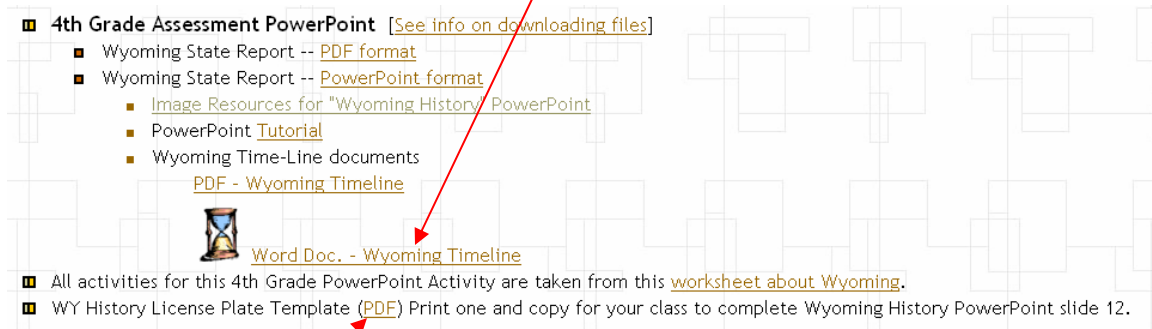 4th Grade Assessment PowerPoint [See info on downloading files]
Wyoming State Report -- PDF format
Wyoming State Report -- PowerPoint format
Image Resources for "Wyoming History" PowerPoint
PowerPoint Tutorial
Wyoming Time-Line documents
PDF - Wyoming Timeline
Word Doc. - Wyoming Timeline
All activities for this 4th Grade PowerPoint Activity are taken from this worksheet about Wyoming.
WY History License Plate Template (PDF) Print one and copy for your class to complete Wyoming History PowerPoint slide 12.